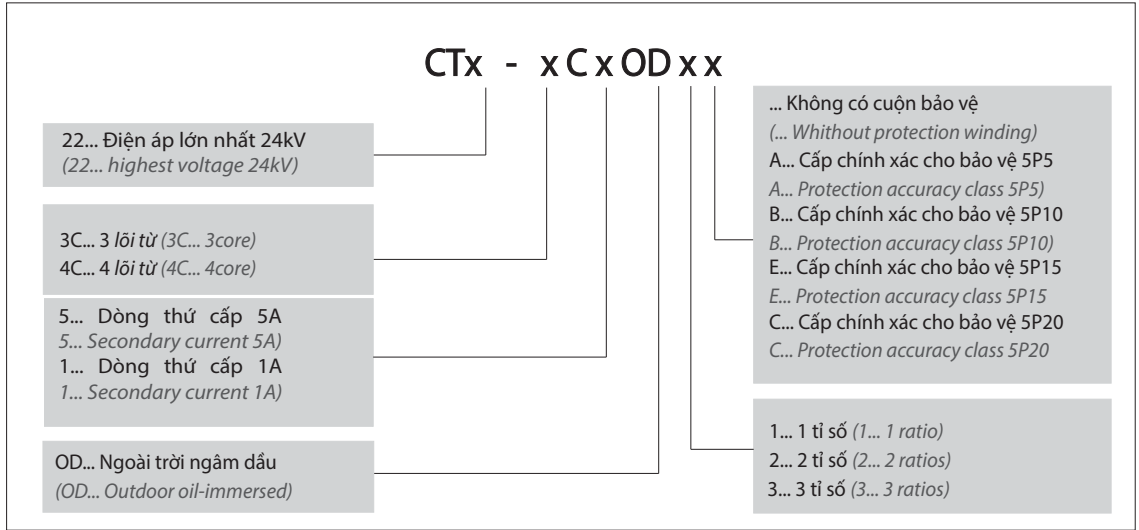 CTx - x C x OD x x
22... Điện áp lớn nhất 24kV
(22... highest voltage 24kV)
3C... 3 lõi từ (3C... 3core)
4C... 4 lõi từ (4C... 4core)
5... Dòng thứ cấp 5A
5... Secondary current 5A)
1... Dòng thứ cấp 1A
1... Secondary current 1A)
OD... Ngoài trời ngâm dầu
(OD... Outdoor oil-immersed)
... Không có cuộn bảo vệ
(... Whithout protection winding)
A... Cấp chính xác cho bảo vệ 5P5
A... Protection accuracy class 5P5)
B... Cấp chính xác cho bảo vệ 5P10
B... Protection accuracy class 5P10)
E... Cấp chính xác cho bảo vệ 5P15
E... Protection accuracy class 5P15
C... Cấp chính xác cho bảo vệ 5P20
C... Protection accuracy class 5P20
1... 1 tỉ số (1... 1 ratio)
2... 2 tỉ số (2... 2 ratios)
3... 3 tỉ số (3... 3 ratios)